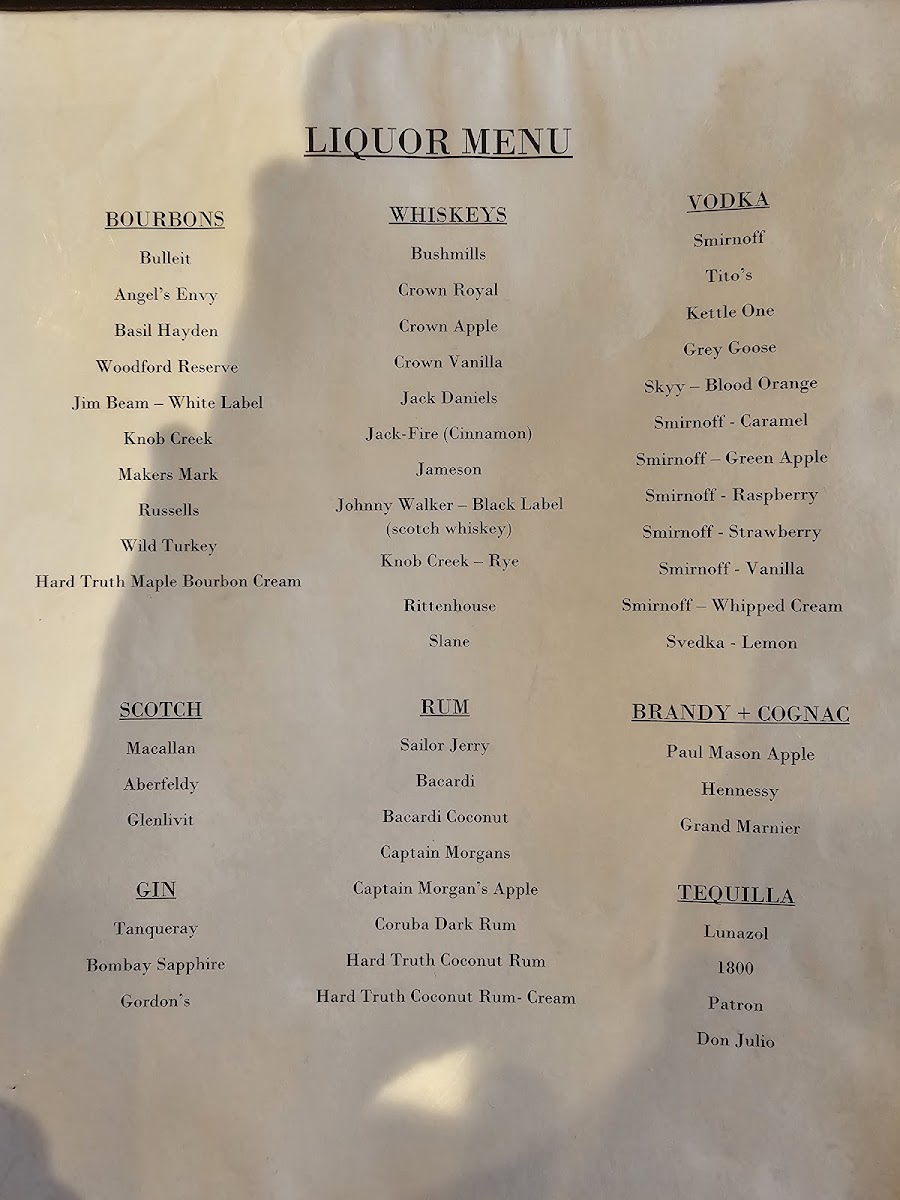 LIQUOR MENU
BOURBONS
Bulleit
Angel's Envy
Basil Hayden
Woodford Reserve
Jim Beam – White Label
Knob Creek
Makers Mark
Russells
Wild Turkey
Hard Truth Maple Bourbon Cream
WHISKEYS
Bushmills
Crown Royal
Crown Apple
Crown Vanilla
Jack Daniels
Jack-Fire (Cinnamon)
Jameson
Johnny Walker – Black Label
(scotch whiskey)
Knob Creek – Rye
Rittenhouse
Slane
VODKA
Smirnoff
Tito's
Kettle One
Grey Goose
Skyy – Blood Orange
Smirnoff - Caramel
Smirnoff – Green Apple
Smirnoff - Raspberry
Smirnoff - Strawberry
Smirnoff - Vanilla
Smirnoff – Whipped Cream
Svedka - Lemon
SCOTCH
Macallan
Aberfeldy
Glenlivit
GIN
Tanqueray
Bombay Sapphire
Gordon's
RUM
Sailor Jerry
Bacardi
Bacardi Coconut
Captain Morgans
Captain Morgan's Apple
Coruba Dark Rum
Hard Truth Coconut Rum
Hard Truth Coconut Rum- Cream
BRANDY + COGNAC
Paul Mason Apple
Hennessy
Grand Marnier
TEQUILLA
Lunazol
1800
Patron
Don Julio